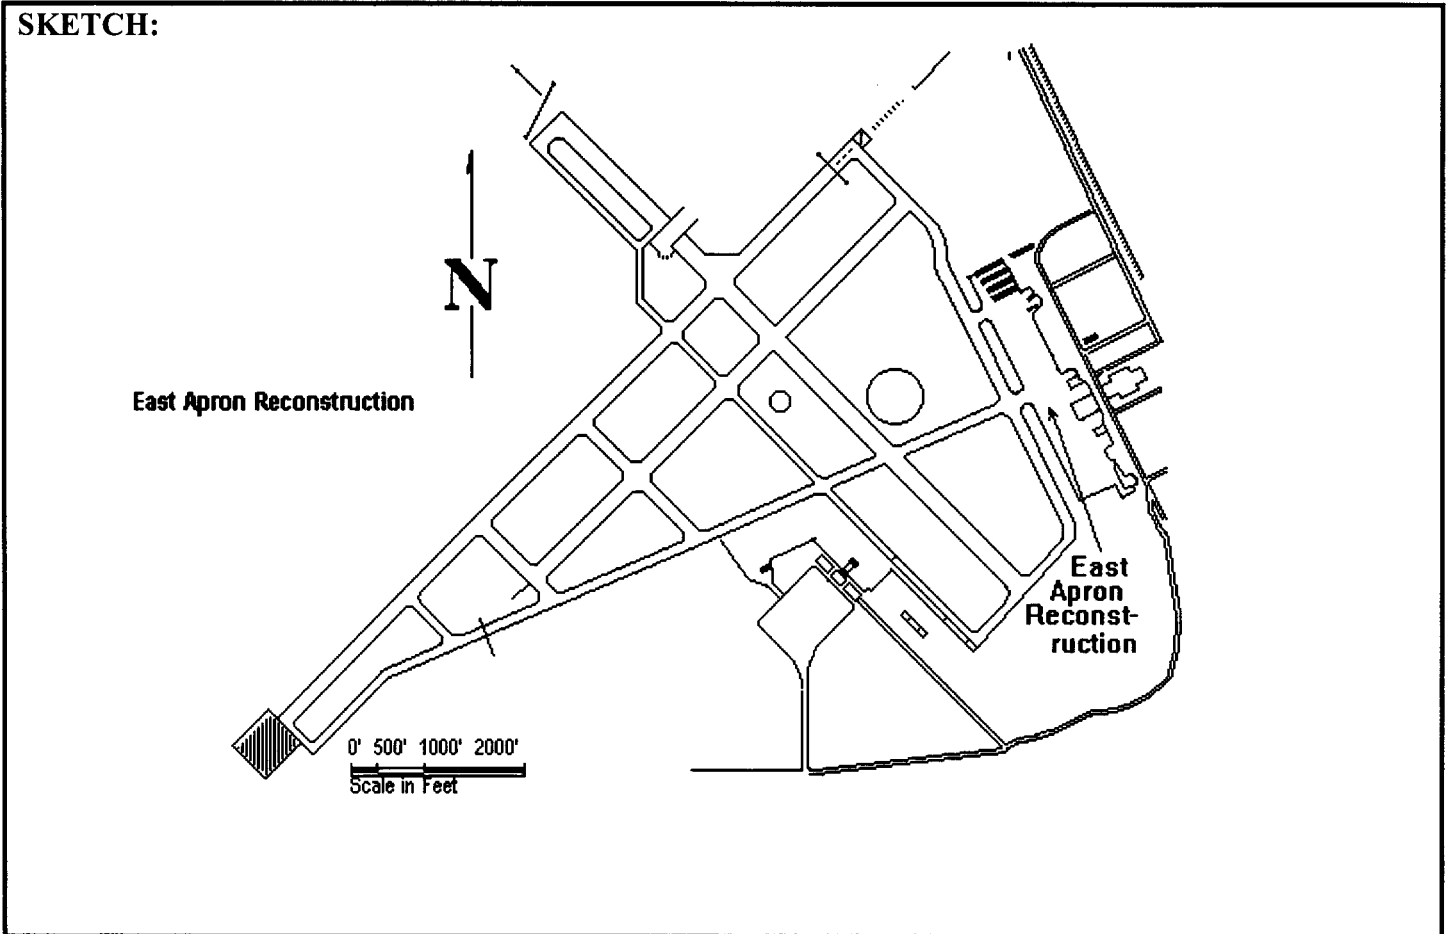 SKETCH:
N
East Apron Reconstruction
East
Apron
Reconst-
ruction
0' 500' 1000' 2000'
Scale in Feet